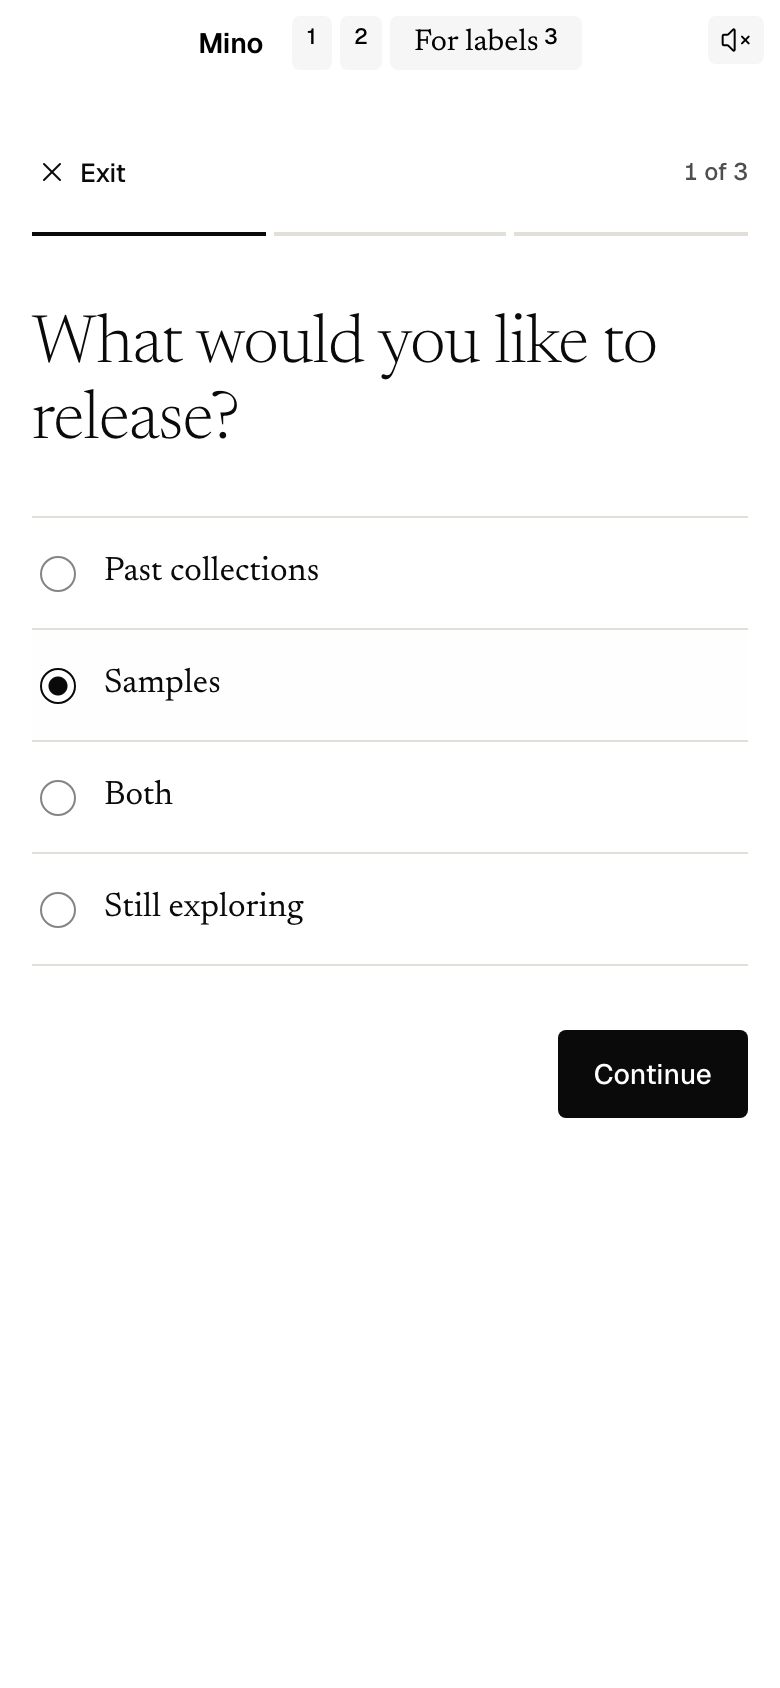 Mino 1 2 For labels 3
Exit 1 of 3
What would you like to
release?
Past collections
Samples
Both
Still exploring
Continue